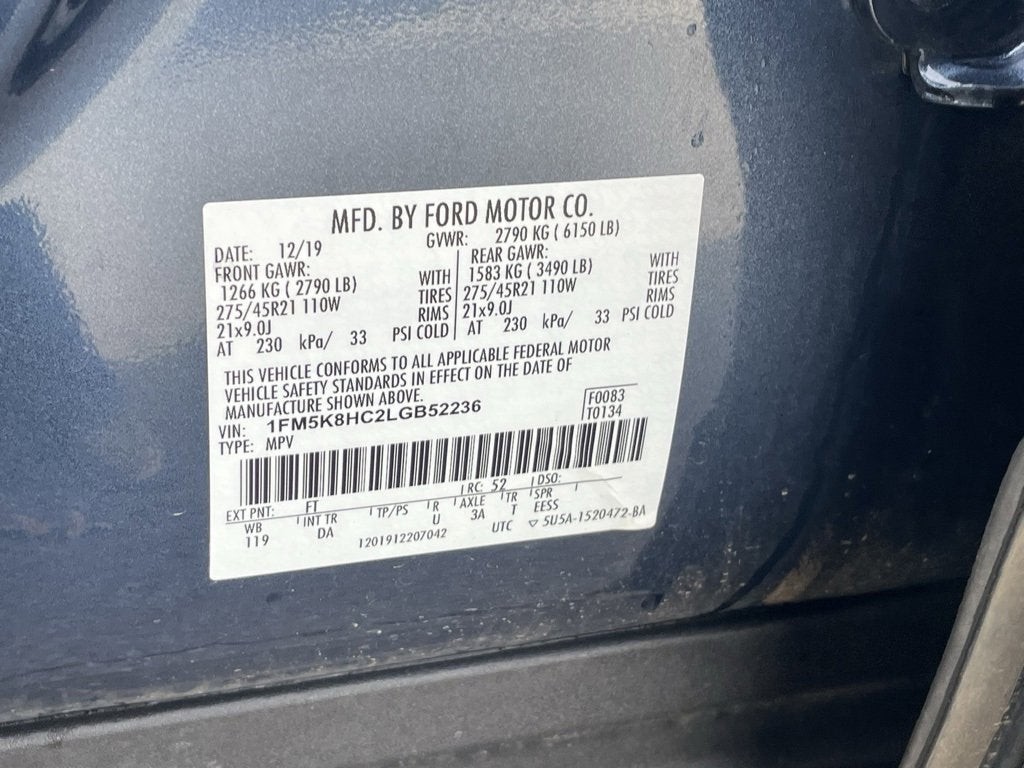 MFD. BY FORD MOTOR CO.
DATE: 12/19 GVWR: 2790 KG ( 6150 LB)
FRONT GAWR: REAR GAWR:
1266 KG ( 2790 LB) WITH 1583 KG ( 3490 LB) WITH
275/45R21 110W TIRES 275/45R21 110W TIRES
21x9.0J RIMS 21x9.0J RIMS
AT 230 kPa/ 33 PSI COLD AT 230 kPa/ 33 PSI COLD
THIS VEHICLE CONFORMS TO ALL APPLICABLE FEDERAL MOTOR
VEHICLE SAFETY STANDARDS IN EFFECT ON THE DATE OF
MANUFACTURE SHOWN ABOVE.
VIN: 1FM5K8HC2LGB52236 F0083
TYPE: MPV T0134
EXT PNT: FT RC: 52 DSO:
WB INT TR TP/PS R AXLE TR SPR
119 DA U 3A T EESS
1201912207042 UTC ▽ 5U5A-1520472-BA